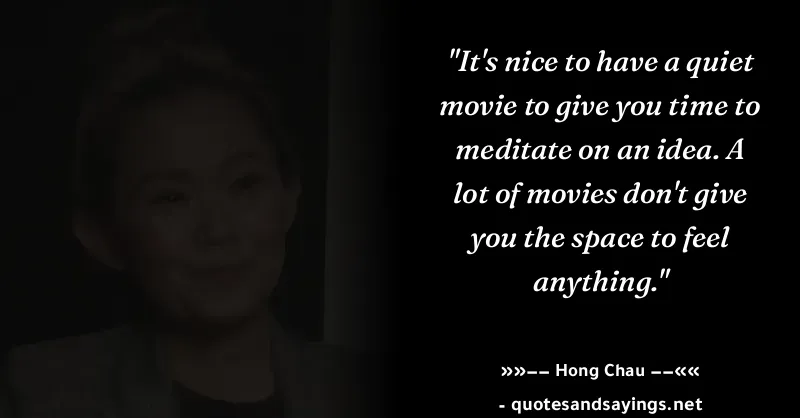 "It's nice to have a quiet
movie to give you time to
meditate on an idea. A
lot of movies don't give
you the space to feel
anything."
»»–– Hong Chau ––««
- quotesandsayings.net